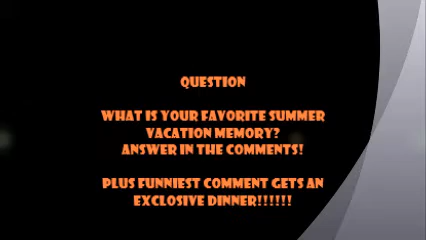 QUESTION
WHAT IS YOUR FAVORITE SUMMER
VACATION MEMORY?
ANSWER IN THE COMMENTS!
PLUS FUNNIEST COMMENT GETS AN
EXCLOSIVE DINNER!!!!!!